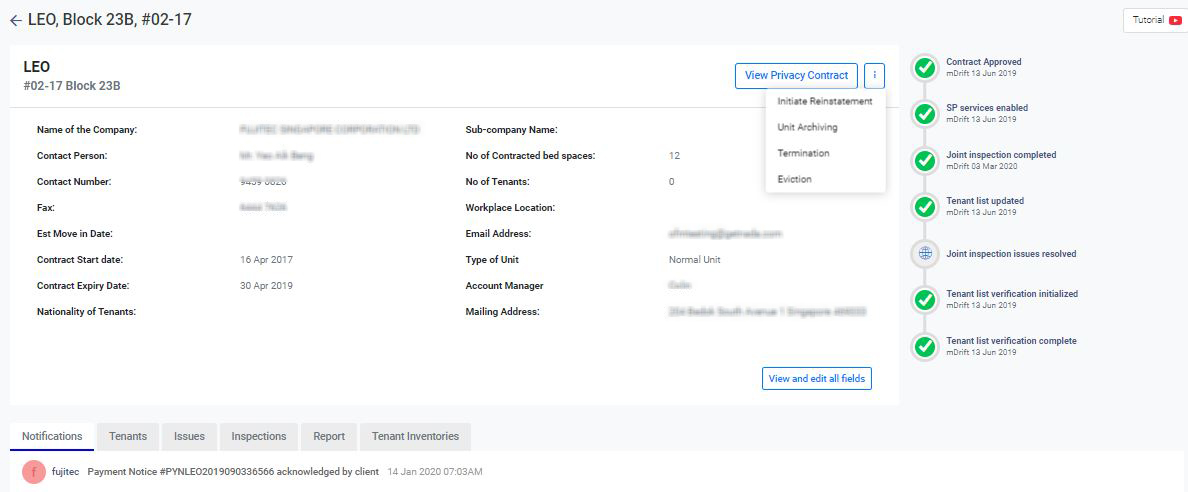 LEO, Block 23B, #02-17
Tutorial
LEO
#02-17 Block 23B
View Privacy Contract
Initiate Reinstatement
Unit Archiving
Termination
Eviction
Name of the Company:
Contact Person:
Contact Number:
Fax:
Est Move in Date:
Contract Start date: 16 Apr 2017
Contract Expiry Date: 30 Apr 2019
Nationality of Tenants:
Sub-company Name:
No of Contracted bed spaces: 12
No of Tenants: 0
Workplace Location:
Email Address:
Type of Unit Normal Unit
Account Manager
Mailing Address:
View and edit all fields
Contract Approved
mDrift 13 Jun 2019
SP services enabled
mDrift 13 Jun 2019
Joint inspection completed
mDrift 03 Mar 2020
Tenant list updated
mDrift 13 Jun 2019
Joint inspection issues resolved
Tenant list verification initialized
mDrift 13 Jun 2019
Tenant list verification complete
mDrift 13 Jun 2019
Notifications Tenants Issues Inspections Report Tenant Inventories
f fujitec Payment Notice #PYNLEO2019090336566 acknowledged by client 14 Jan 2020 07:03AM